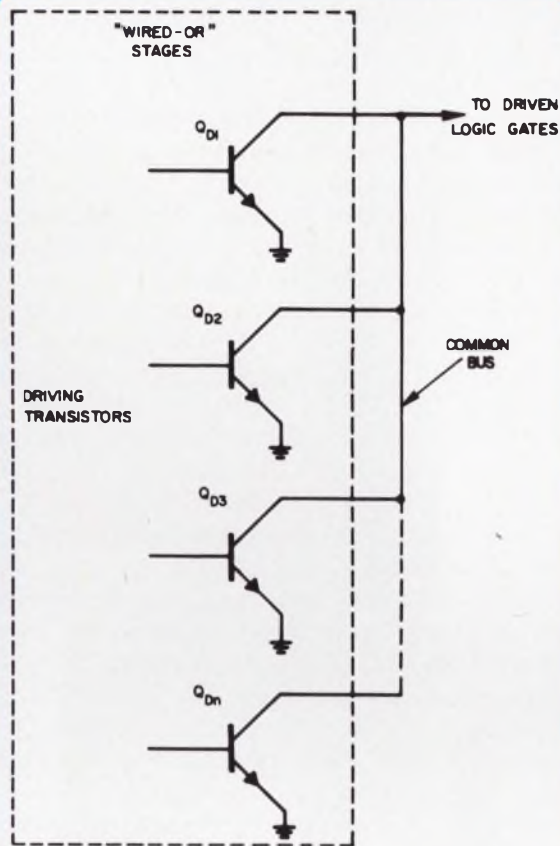 "WIRED-OR"
STAGES
TO DRIVEN
LOGIC GATES
QD1
QD2
COMMON
BUS
DRIVING
TRANSISTORS
QD3
QDn